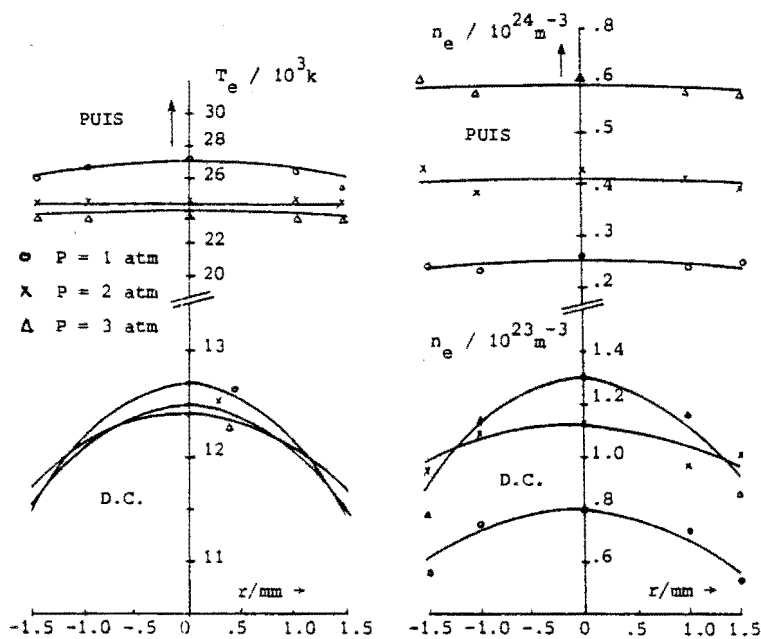 T_e / 10^3 k
PUIS
30
28
26
22
20
o P = 1 atm
x P = 2 atm
Δ P = 3 atm
13
12
11
D.C.
r/mm →
-1.5 -1.0 -.5 0 .5 1.0 1.5
n_e / 10^24 m^-3
.8
.6
.5
.4
.3
.2
PUIS
n_e / 10^23 m^-3
1.4
1.2
1.0
.8
.6
D.C.
r/mm →
-1.5 -1.0 -.5 0 .5 1.0 1.5